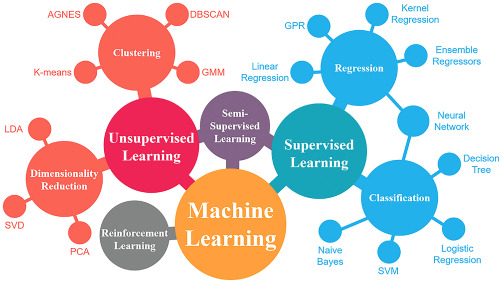 AGNES
DBSCAN
Clustering
K-means
GMM
LDA
Unsupervised
Learning
Dimensionality
Reduction
SVD
PCA
Semi-
Supervised
Learning
Reinforcement
Learning
Machine
Learning
Supervised
Learning
GPR
Kernel
Regression
Linear
Regression
Regression
Ensemble
Regressors
Neural
Network
Classification
Decision
Tree
Naive
Bayes
SVM
Logistic
Regression